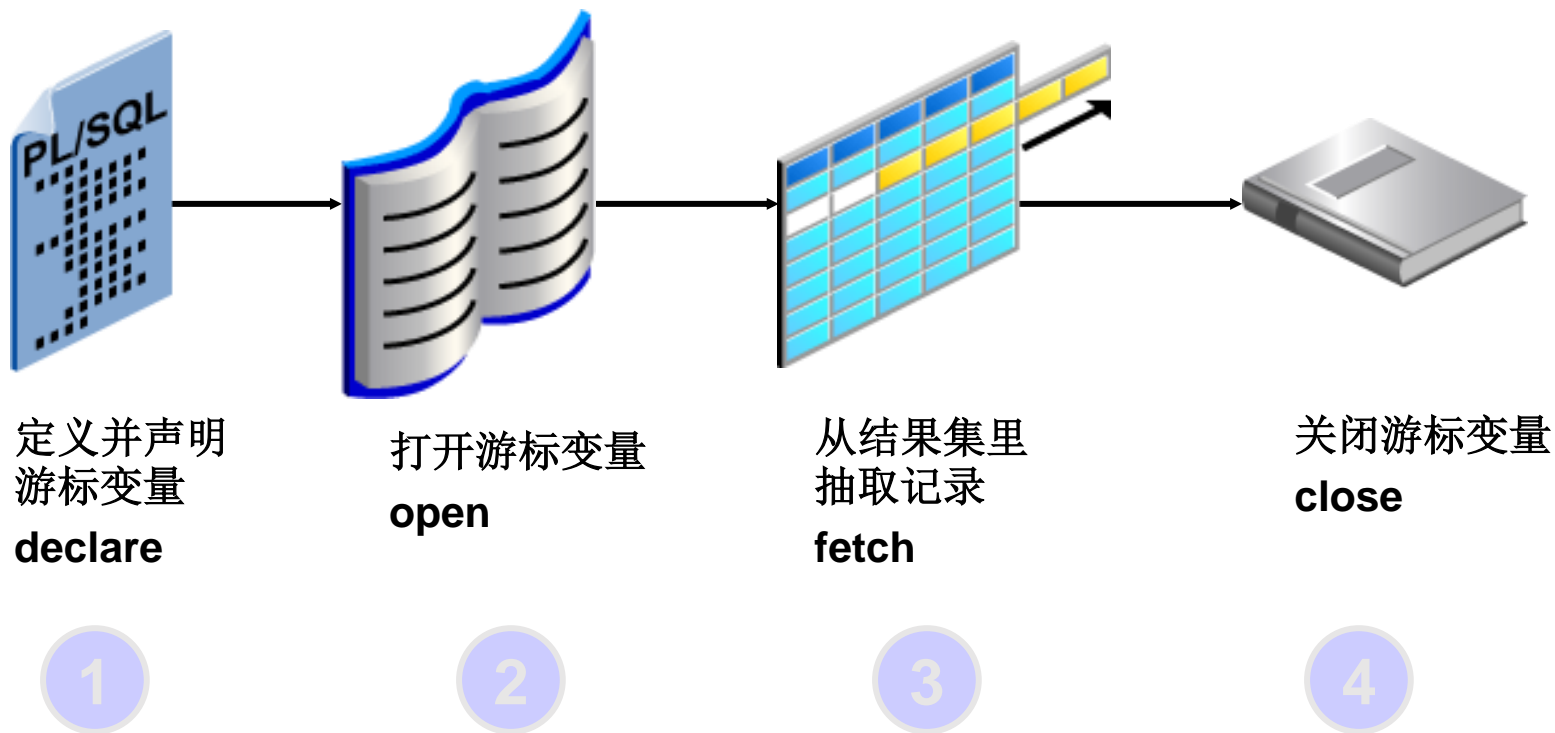 PL/SQL
定义并声明
游标变量
declare
打开游标变量
open
从结果集里
抽取记录
fetch
关闭游标变量
close
1
2
3
4